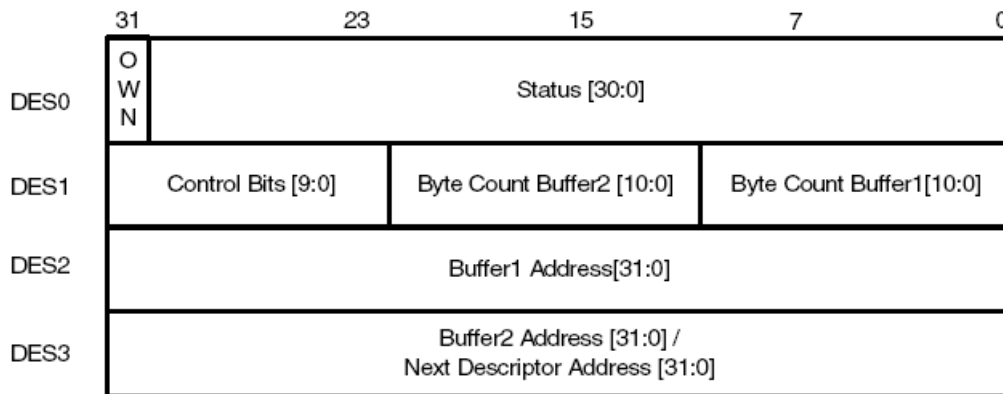 31 23 15 7 0
O
W
N
DES0 Status [30:0]
DES1 Control Bits [9:0] Byte Count Buffer2 [10:0] Byte Count Buffer1[10:0]
DES2 Buffer1 Address[31:0]
DES3 Buffer2 Address [31:0] /
Next Descriptor Address [31:0]